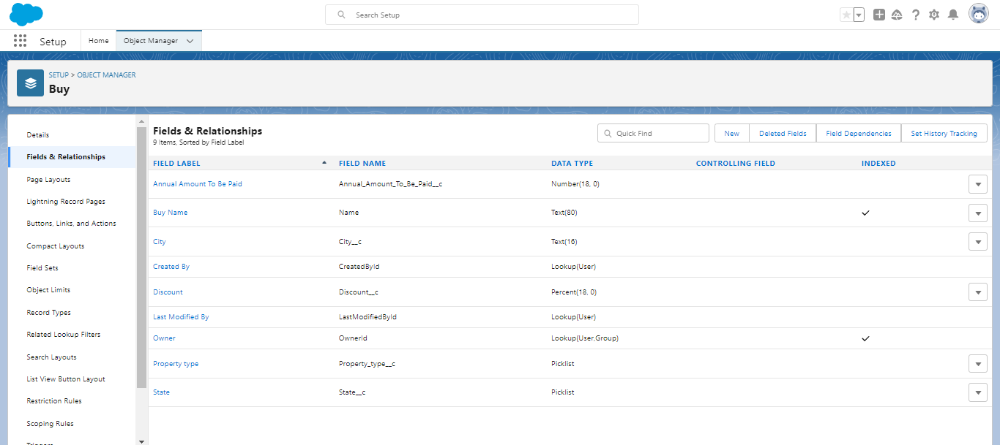 Search Setup
Setup
Home
Object Manager
SETUP > OBJECT MANAGER
Buy
Details
Fields & Relationships
Page Layouts
Lightning Record Pages
Buttons, Links, and Actions
Compact Layouts
Field Sets
Object Limits
Record Types
Related Lookup Filters
Search Layouts
List View Button Layout
Restriction Rules
Scoping Rules
Triggers
Fields & Relationships
9 Items, Sorted by Field Label
Quick Find
New
Deleted Fields
Field Dependencies
Set History Tracking
FIELD LABEL FIELD NAME DATA TYPE CONTROLLING FIELD INDEXED
Annual Amount To Be Paid Annual_Amount_To_Be_Paid__c Number(18, 0)
Buy Name Name Text(80)
City City__c Text(16)
Created By CreatedById Lookup(User)
Discount Discount__c Percent(18, 0)
Last Modified By LastModifiedById Lookup(User)
Owner OwnerId Lookup(User,Group)
Property type Property_type__c Picklist
State State__c Picklist